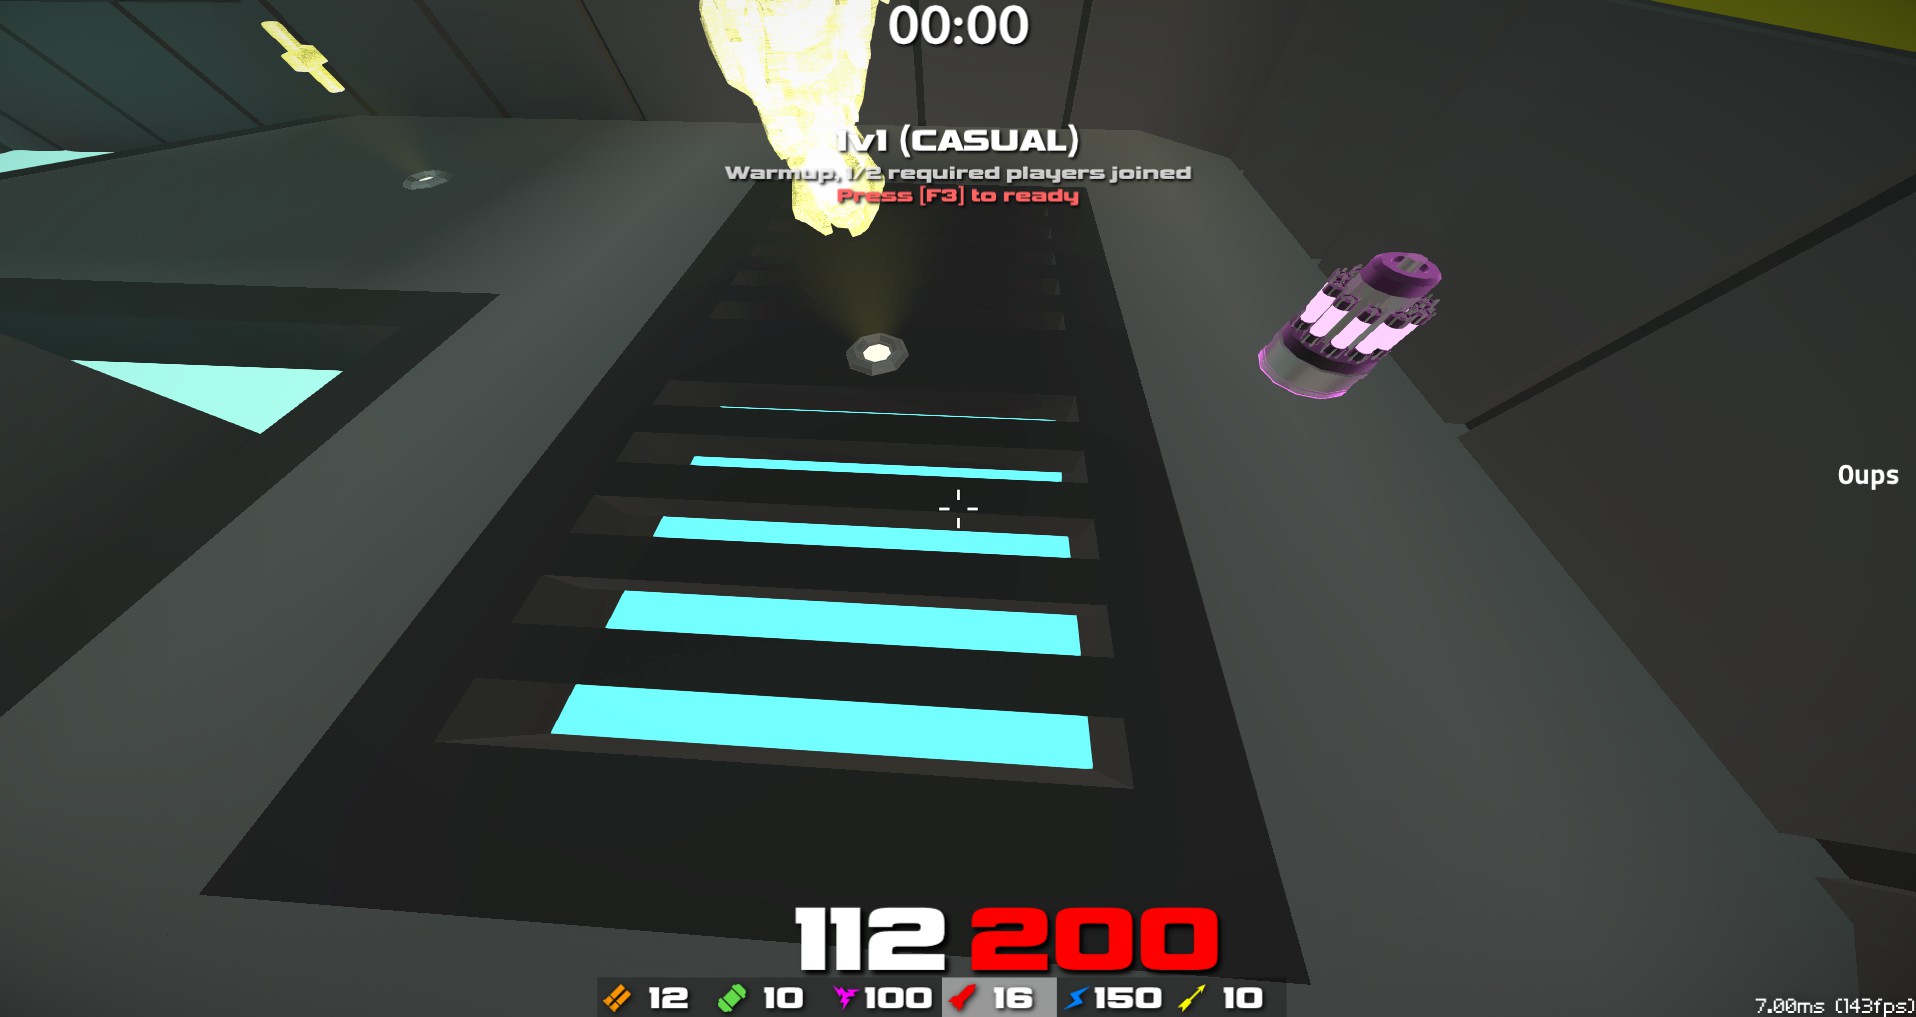 00:00
1v1 (CASUAL)
Warmup, 1/2 required players joined
Press [F3] to ready
Oups
112 200
12 10 100 16 150 10
7.00ms (143fps)